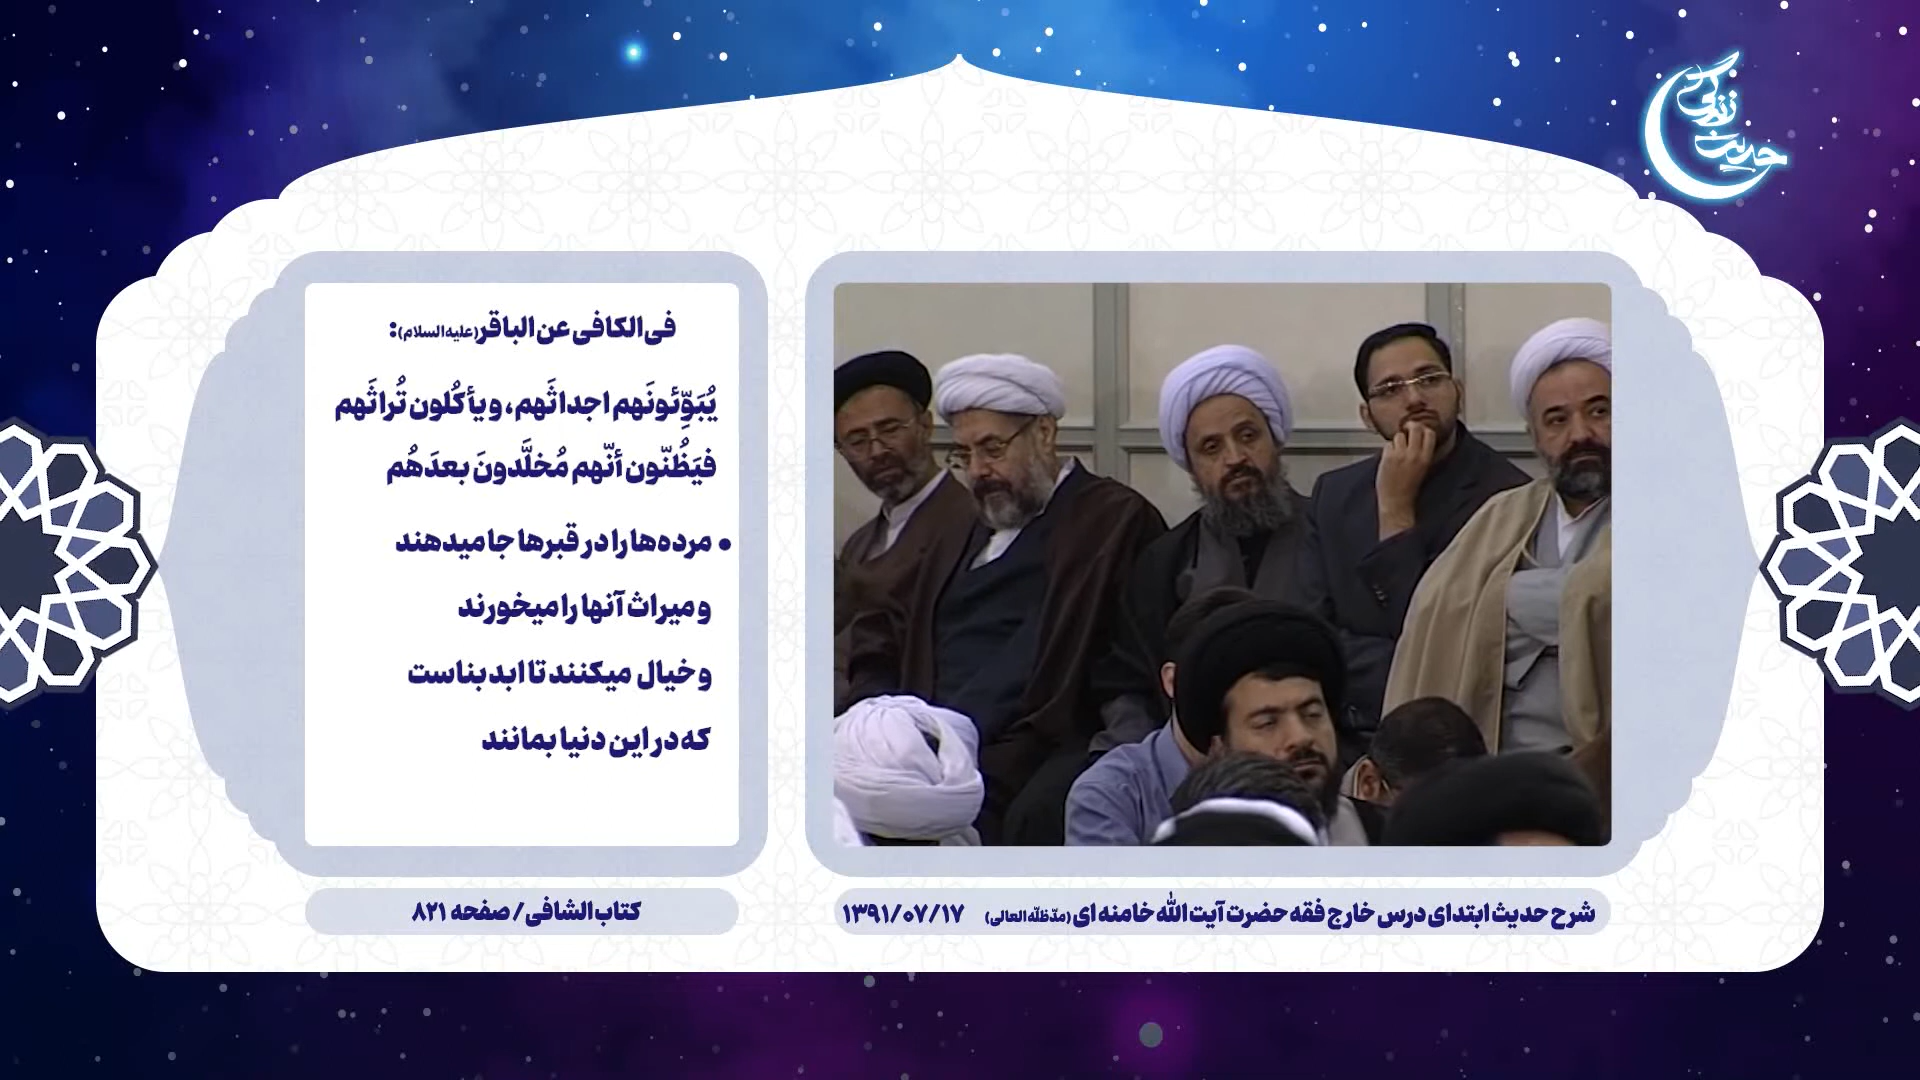 حدیث زندگی
فی الکافی عن الباقر(علیه السلام):
یُبَوِّئونَهم اجداثَهم، و یأکُلون تُراثَهم
فیَظُنّون أنّهم مُخلَّدونَ بعدَهُم
• مرده‌ها را در قبرها جا میدهند
و میراث آنها را میخورند
و خیال میکنند تا ابد بناست
که در این دنیا بمانند
شرح حدیث ابتدای درس خارج فقه حضرت آیت الله خامنه ای (مدّظلّه العالی) ۱۳۹۱/۰۷/۱۷
کتاب الشافی/ صفحه ۸۲۱